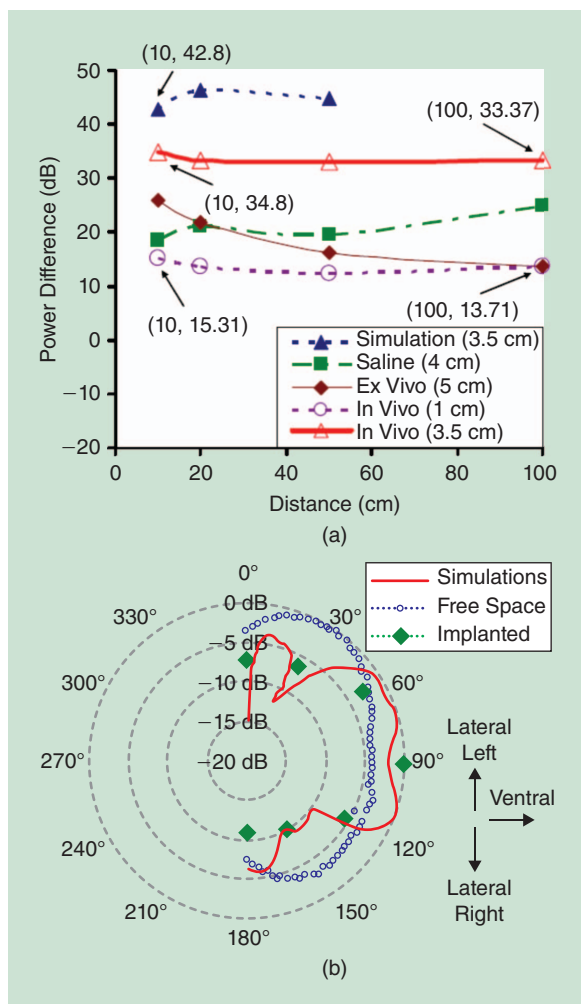 (10, 42.8)
50
40
30
20
10
0
−10
−20
Power Difference (dB)
(100, 33.37)
(10, 34.8)
(10, 15.31)
(100, 13.71)
Simulation (3.5 cm)
Saline (4 cm)
Ex Vivo (5 cm)
In Vivo (1 cm)
In Vivo (3.5 cm)
0 20 40 60 80 100
Distance (cm)
(a)
Simulations
Free Space
Implanted
0°
330° 30°
300° 60°
270° 90°
240° 120°
210° 150°
180°
0 dB
−5 dB
−10 dB
−15 dB
−20 dB
Lateral
Left
Ventral
Lateral
Right
(b)